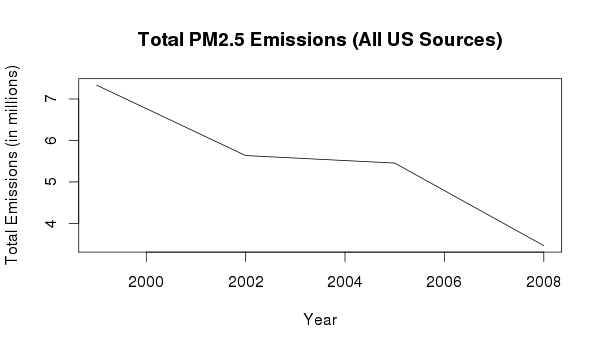 Total PM2.5 Emissions (All US Sources)
Total Emissions (in millions)
7
6
5
4
2000 2002 2004 2006 2008
Year